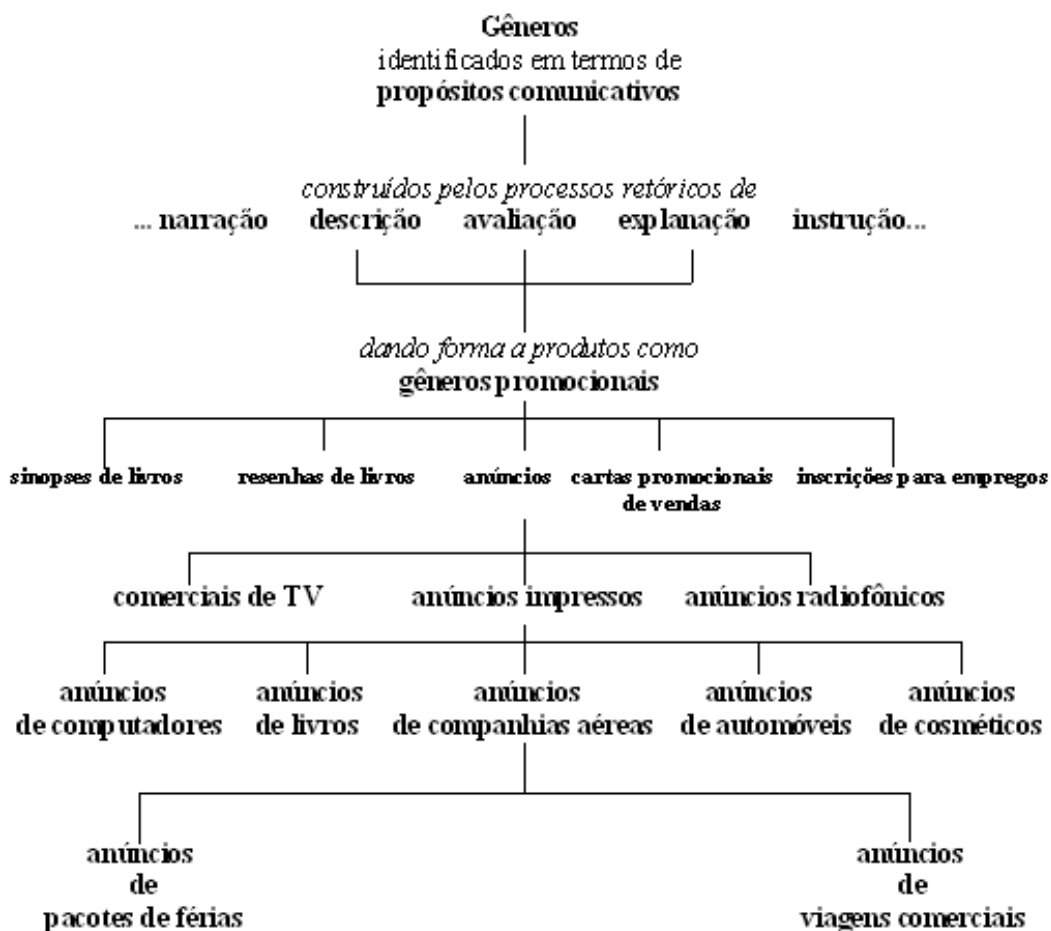 Gêneros
identificados em termos de
propósitos comunicativos
construídos pelos processos retóricos de
... narração descrição avaliação explanação instrução...
dando forma a produtos como
gêneros promocionais
sinopses de livros resenhas de livros anúncios cartas promocionais inscrições para empregos
de vendas
comerciais de TV anúncios impressos anúncios radiofônicos
anúncios anúncios anúncios anúncios anúncios
de computadores de livros de companhias aéreas de automóveis de cosméticos
anúncios anúncios
de de
pacotes de férias viagens comerciais